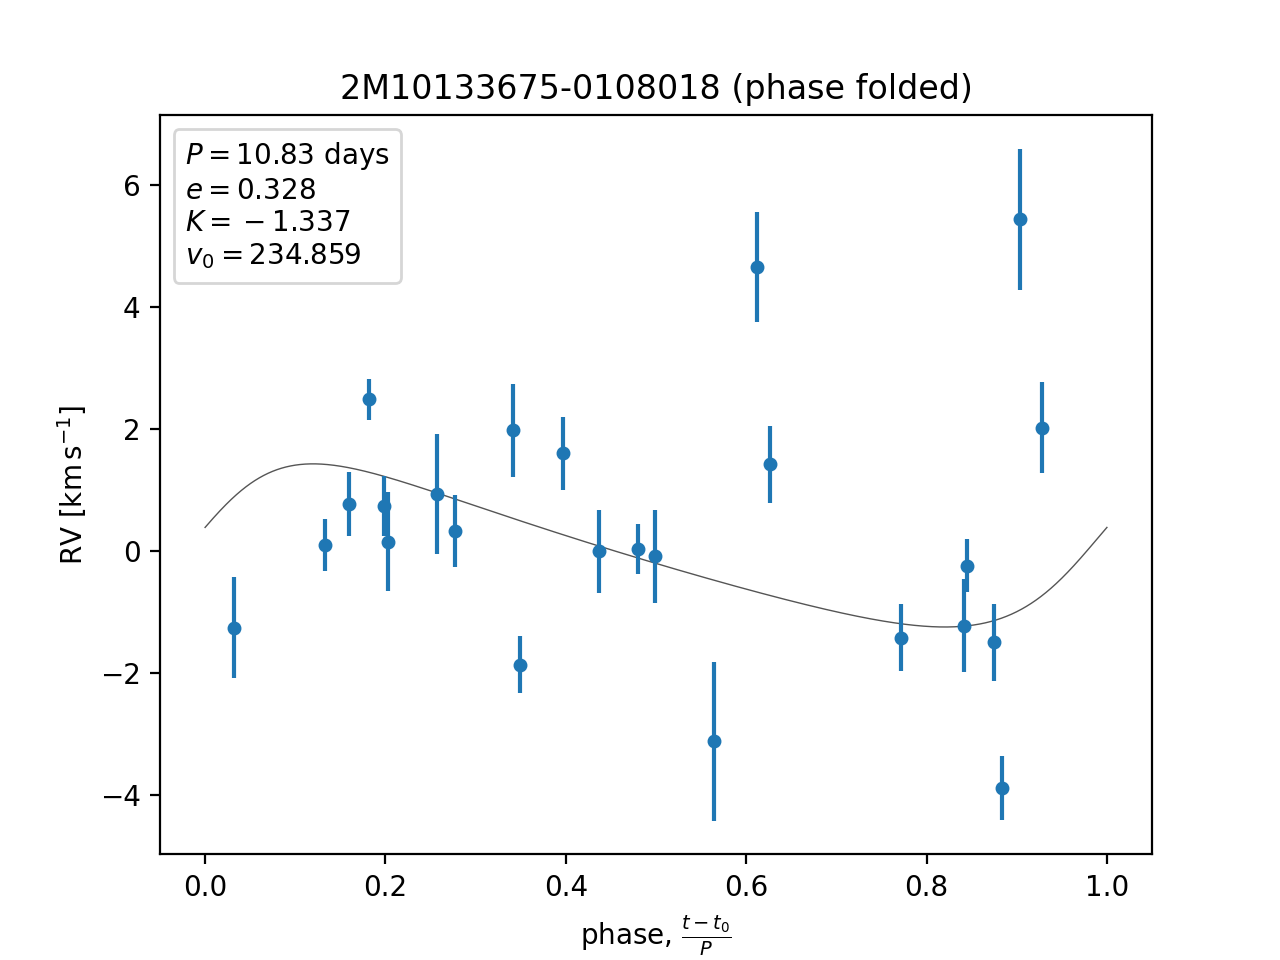 2M10133675-0108018 (phase folded)
P = 10.83 days
e = 0.328
K = −1.337
v₀ = 234.859
6
4
2
0
−2
−4
RV [km s⁻¹]
0.0 0.2 0.4 0.6 0.8 1.0
phase, (t − t₀)/P